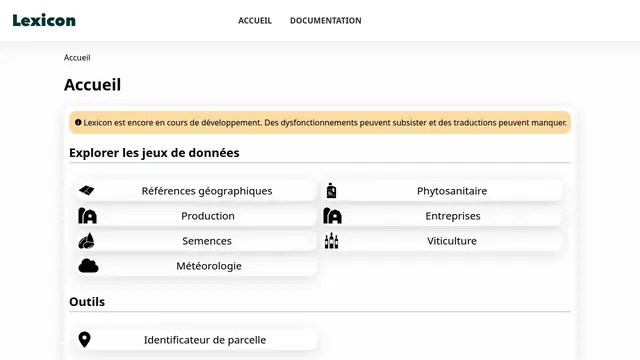 Lexicon
ACCUEIL DOCUMENTATION
Accueil
Accueil
Lexicon est encore en cours de développement. Des dysfonctionnements peuvent subsister et des traductions peuvent manquer.
Explorer les jeux de données
Références géographiques
Phytosanitaire
Production
Entreprises
Semences
Viticulture
Météorologie
Outils
Identificateur de parcelle